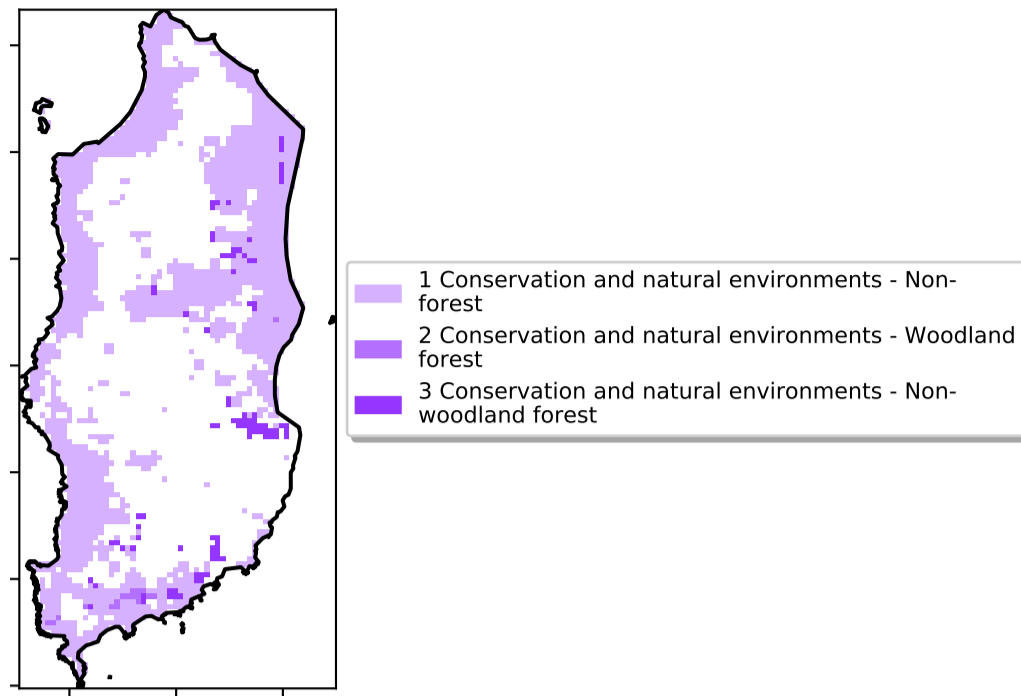 1 Conservation and natural environments - Non-
forest
2 Conservation and natural environments - Woodland
forest
3 Conservation and natural environments - Non-
woodland forest